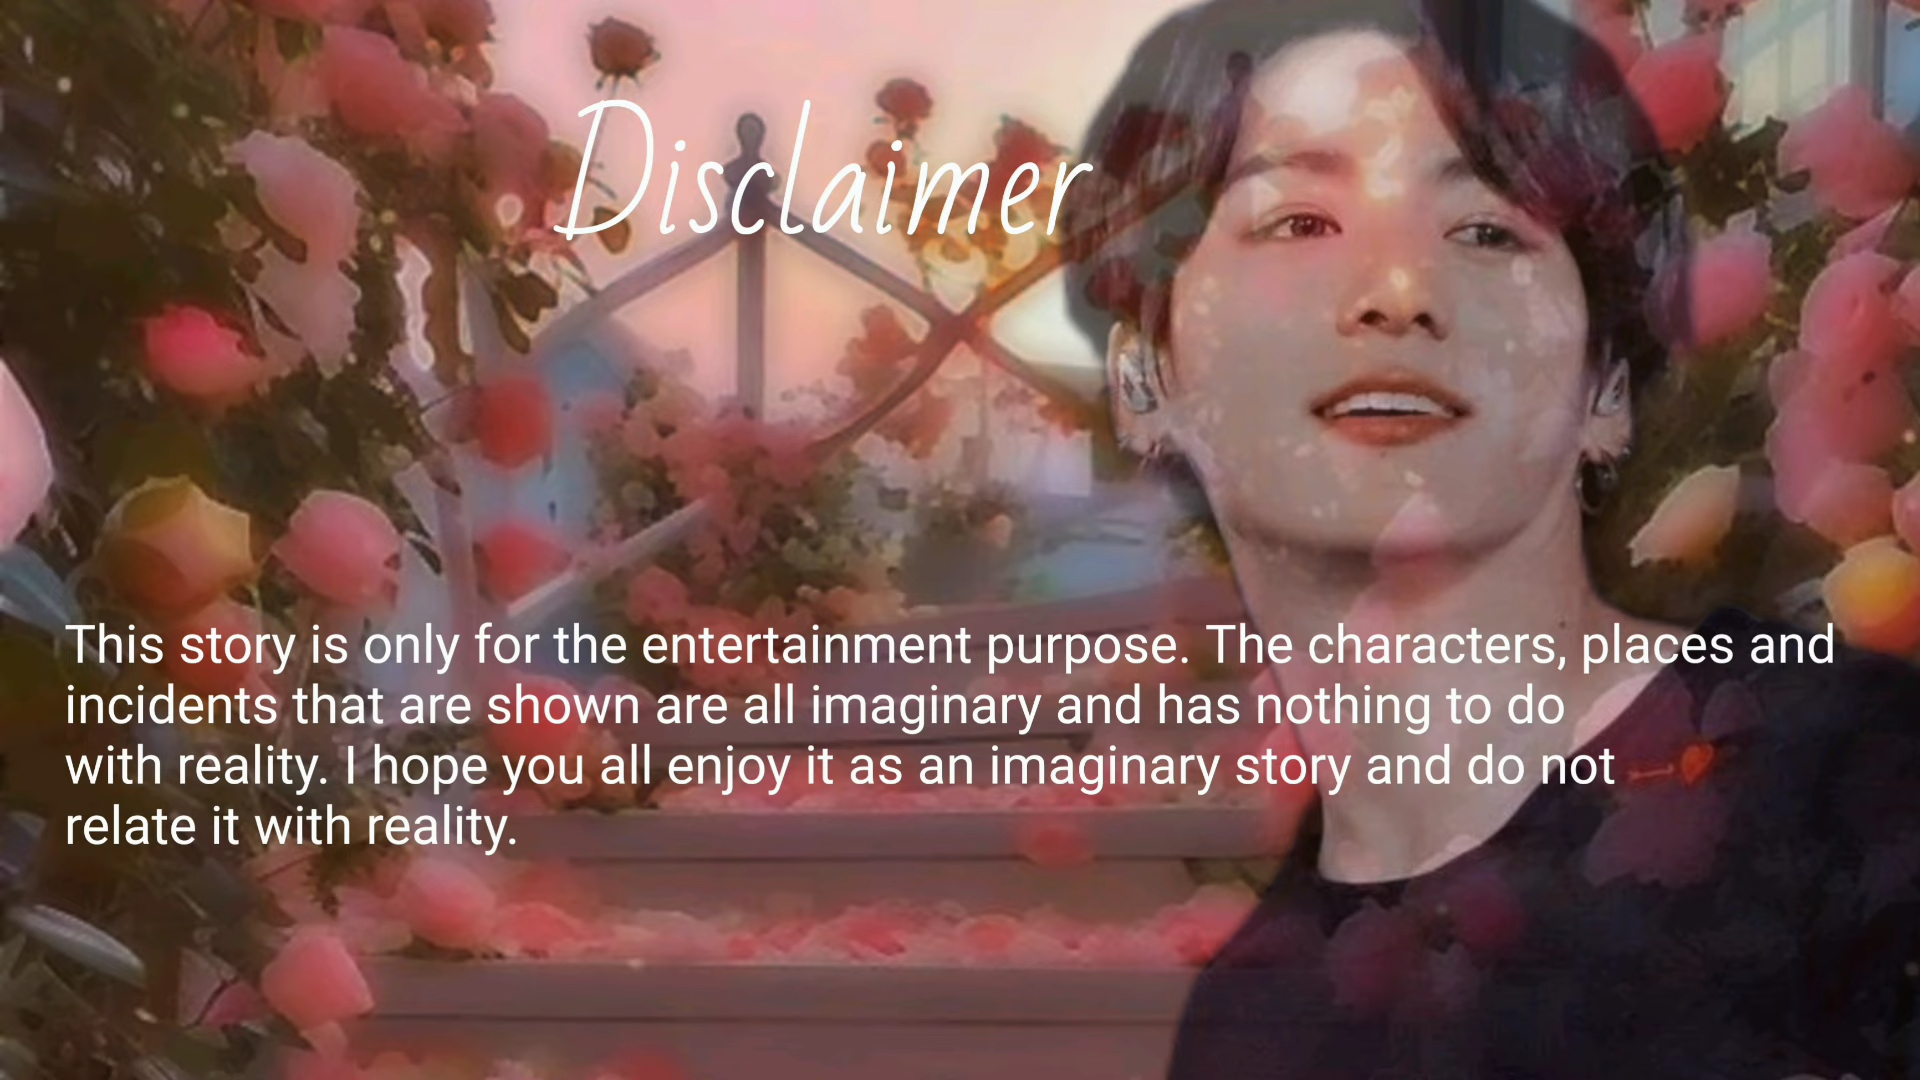 Disclaimer
This story is only for the entertainment purpose. The characters, places and
incidents that are shown are all imaginary and has nothing to do
with reality. I hope you all enjoy it as an imaginary story and do not
relate it with reality.